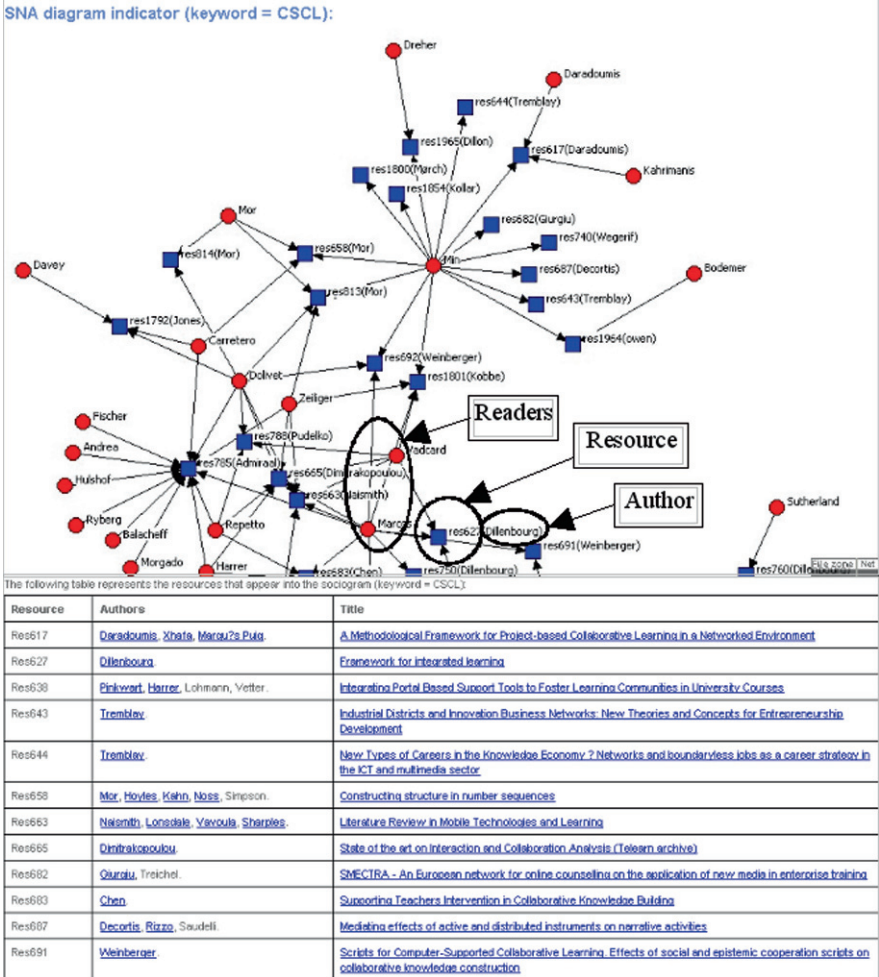 SNA diagram indicator (keyword = CSCL):
Dreher
Daradoumis
res644(Tremblay)
res1965(Dillon)
res617(Daradoumis)
res1800(Mørch)
Kahrimanis
res1854(Kollar)
Mor
res682(Giurgiu)
res740(Wegerif)
res658(Mor)
res814(Mor)
Min
Davey
res687(Decortis)
Bodemer
res813(Mor)
res643(Tremblay)
res1792(Jones)
res1964(owen)
Carretero
res692(Weinberger)
Dolivet
res1801(Kobbe)
Zeiliger
Readers
Fischer
res788(Pudelko)
Resource
Andrea
Vadcard
res785(Admiraal)
res665(Dimitrakopoulou)
Hulshof
res663(Naismith)
Author
Sutherland
Ryberg
Repetto
Marcos
res627(Dillenbourg)
Balacheff
res691(Weinberger)
Morgado
Harrer
res683(Chen)
res750(Dillenbourg)
File zone | Net
The following table represents the resources that appear into the sociogram (keyword = CSCL):
Resource Authors Title
Res617 Daradoumis, Xhafa, Marqu?s Puig. A Methodological Framework for Project-based Collaborative Learning in a Networked Environment
Res627 Dillenbourg. Framework for integrated learning
Res638 Pinkwart, Harrer, Lohmann, Vetter. Integrating Portal Based Support Tools to Foster Learning Communities in University Courses
Res643 Tremblay. Industrial Districts and Innovation Business Networks: New Theories and Concepts for Entrepreneurship
Development
Res644 Tremblay. New Types of Careers in the Knowledge Economy ? Networks and boundaryless jobs as a career strategy in
the ICT and multimedia sector
Res658 Mor, Hoyles, Kahn, Noss, Simpson. Constructing structure in number sequences
Res663 Naismith, Lonsdale, Vavoula, Sharples. Literature Review in Mobile Technologies and Learning
Res665 Dimitrakopoulou. State of the art on Interaction and Collaboration Analysis (Telearn archive)
Res682 Giurgiu, Treichel. SMECTRA - An European network for online counselling on the application of new media in enterprise training
Res683 Chen. Supporting Teachers Intervention in Collaborative Knowledge Building
Res687 Decortis, Rizzo, Saudelli. Mediating effects of active and distributed instruments on narrative activities
Res691 Weinberger. Scripts for Computer-Supported Collaborative Learning. Effects of social and epistemic cooperation scripts on
collaborative knowledge construction